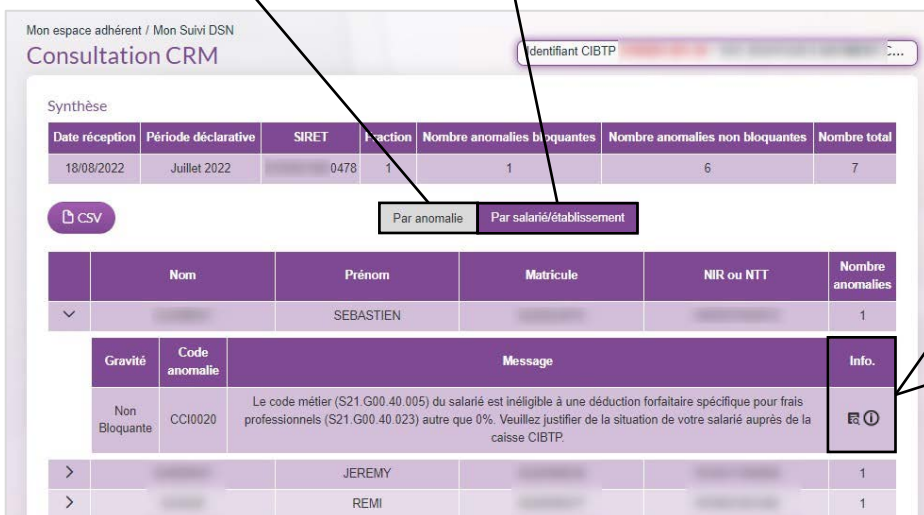 Mon espace adhérent / Mon Suivi DSN
Consultation CRM
Identifiant CIBTP C...
Synthèse
Date réception Période déclarative SIRET Fraction Nombre anomalies bloquantes Nombre anomalies non bloquantes Nombre total
18/08/2022 Juillet 2022 0478 1 1 6 7
CSV Par anomalie Par salarié/établissement
Nom Prénom Matricule NIR ou NTT Nombre anomalies
SEBASTIEN 1
Gravité Code anomalie Message Info.
Non Bloquante CCI0020 Le code métier (S21.G00.40.005) du salarié est inéligible à une déduction forfaitaire spécifique pour frais
professionnels (S21.G00.40.023) autre que 0%. Veuillez justifier de la situation de votre salarié auprès de la
caisse CIBTP.
JEREMY 1
REMI 1